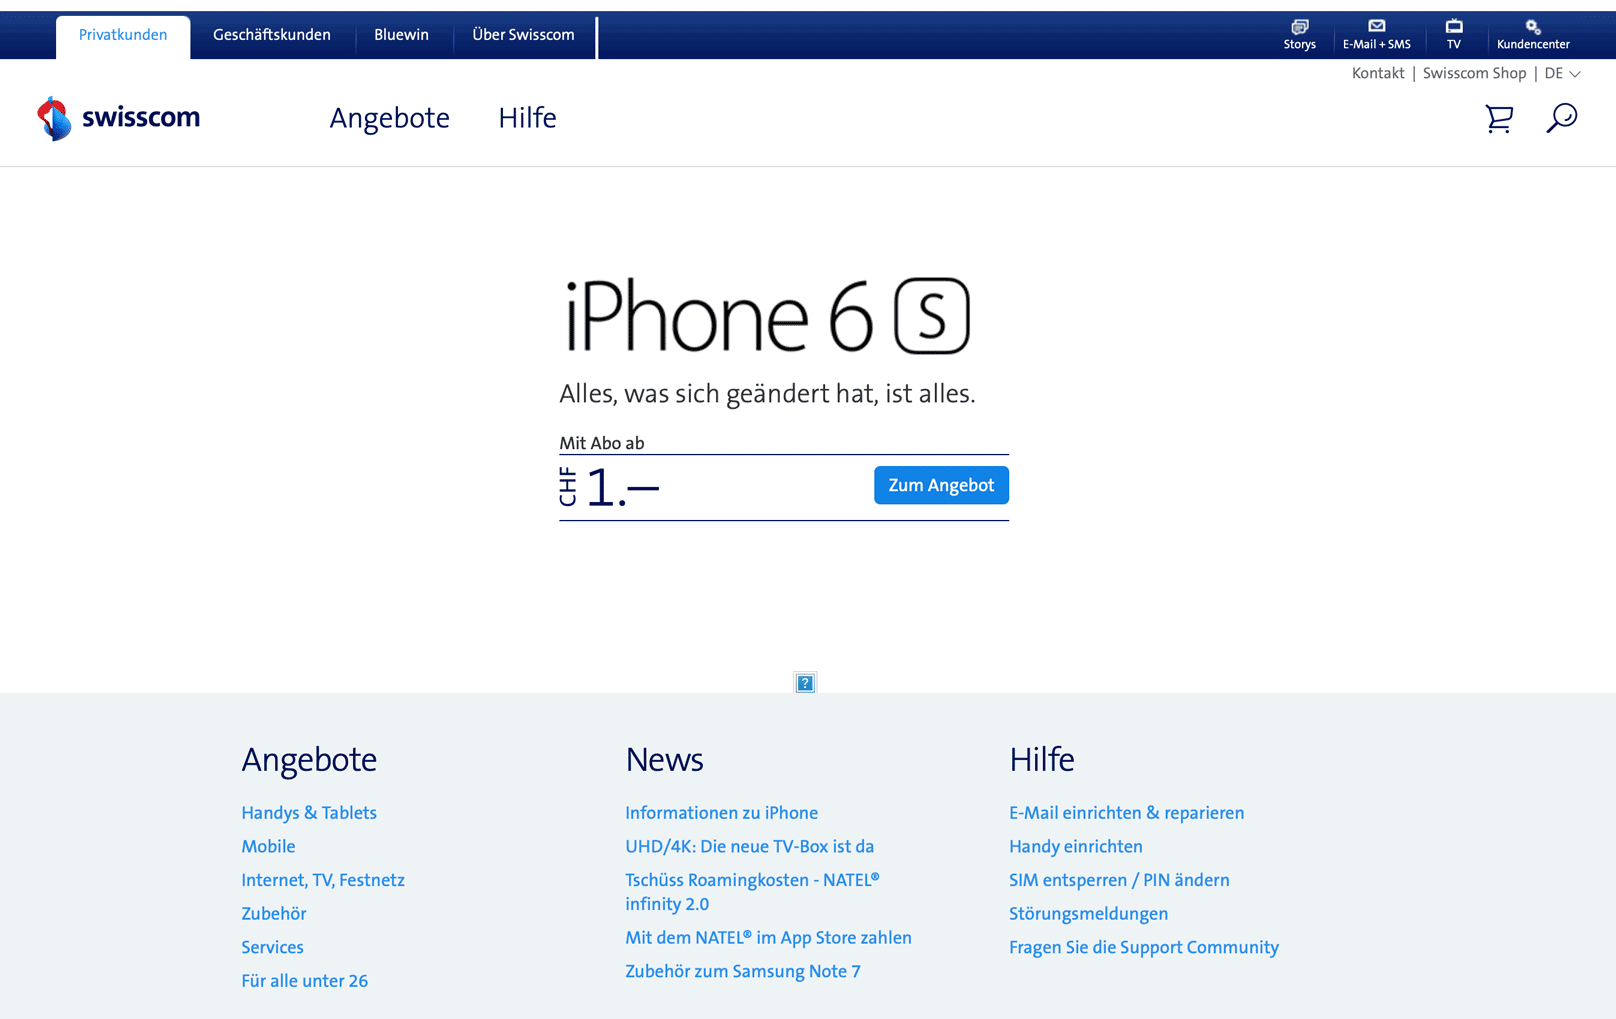 Privatkunden Geschäftskunden Bluewin Über Swisscom Storys E-Mail + SMS TV Kundencenter
Kontakt | Swisscom Shop | DE
swisscom Angebote Hilfe
iPhone 6 S
Alles, was sich geändert hat, ist alles.
Mit Abo ab
CHF 1.— Zum Angebot
?
Angebote
Handys & Tablets
Mobile
Internet, TV, Festnetz
Zubehör
Services
Für alle unter 26
News
Informationen zu iPhone
UHD/4K: Die neue TV-Box ist da
Tschüss Roamingkosten - NATEL®
infinity 2.0
Mit dem NATEL® im App Store zahlen
Zubehör zum Samsung Note 7
Hilfe
E-Mail einrichten & reparieren
Handy einrichten
SIM entsperren / PIN ändern
Störungsmeldungen
Fragen Sie die Support Community